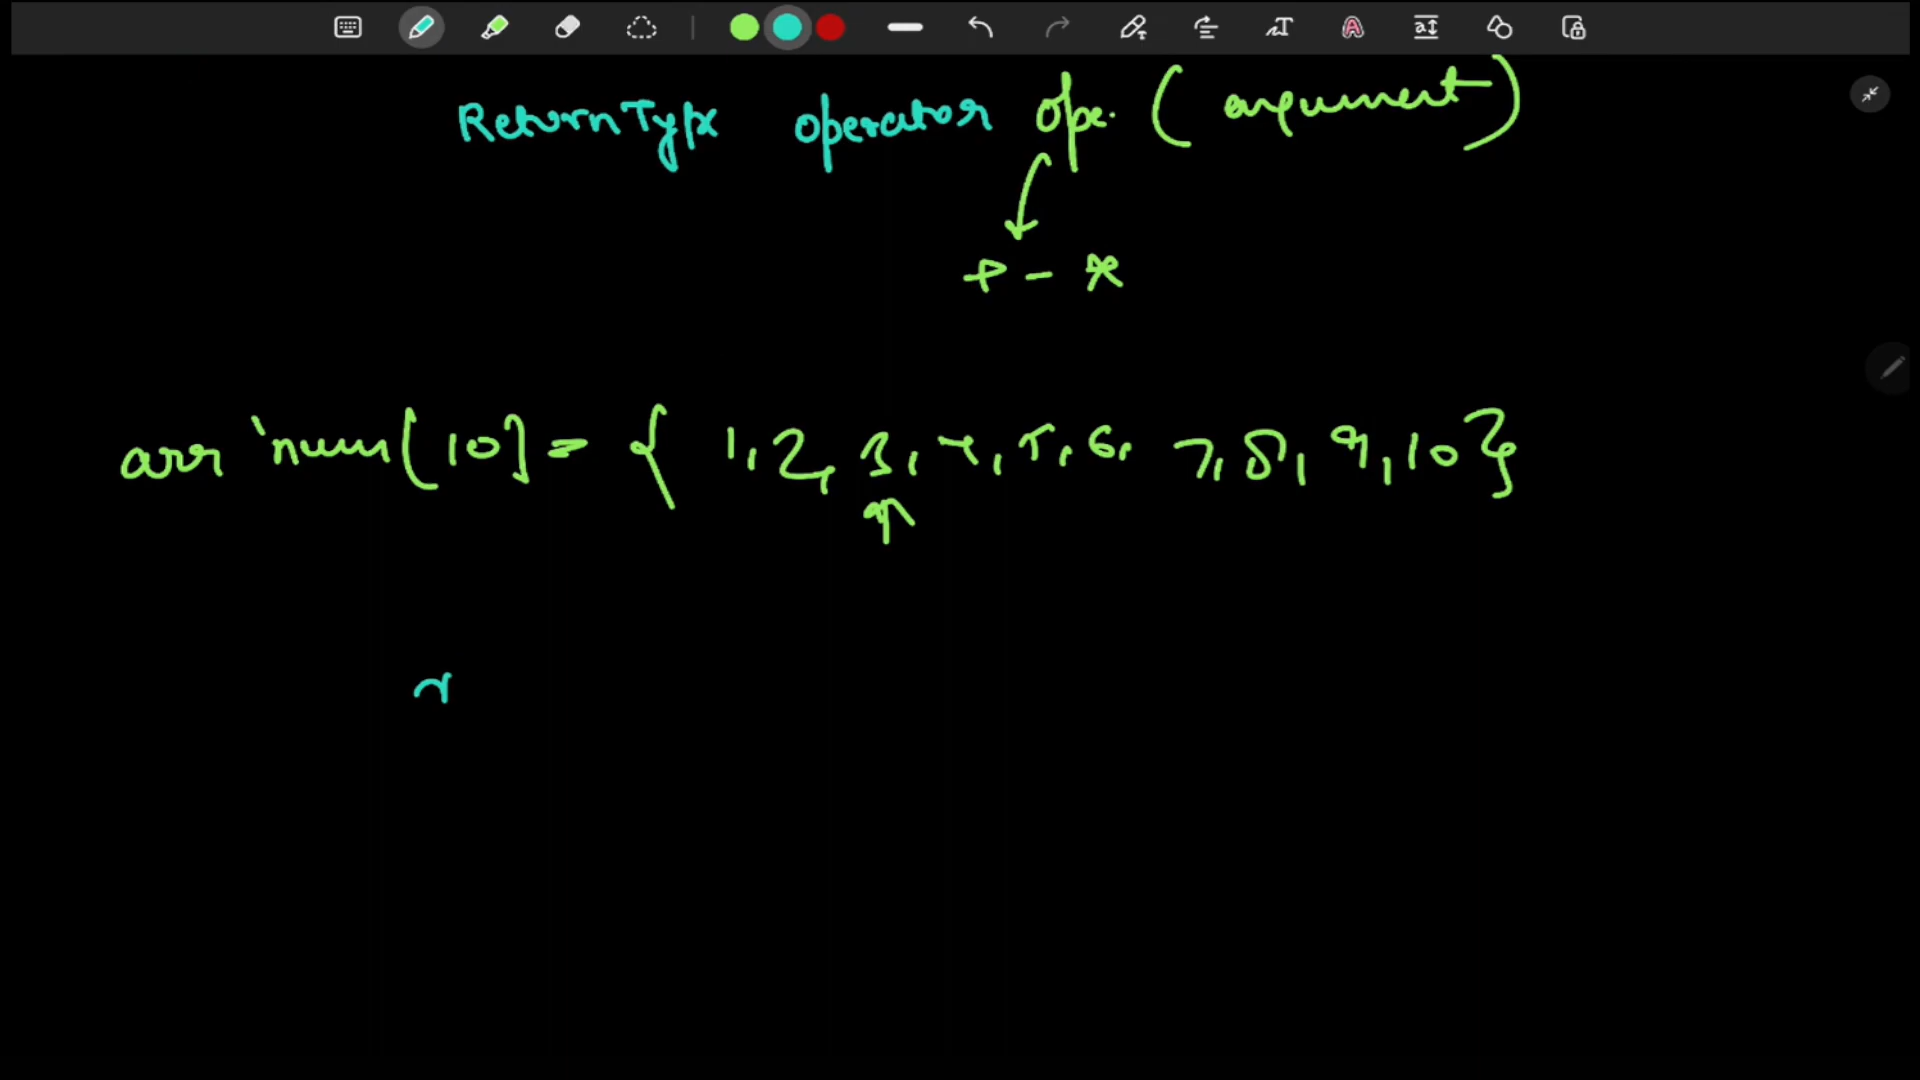 ReturnType operator ope. (argument)
+ - *
arr num[10] = { 1, 2, 3, 4, 5, 6, 7, 8, 9, 10}